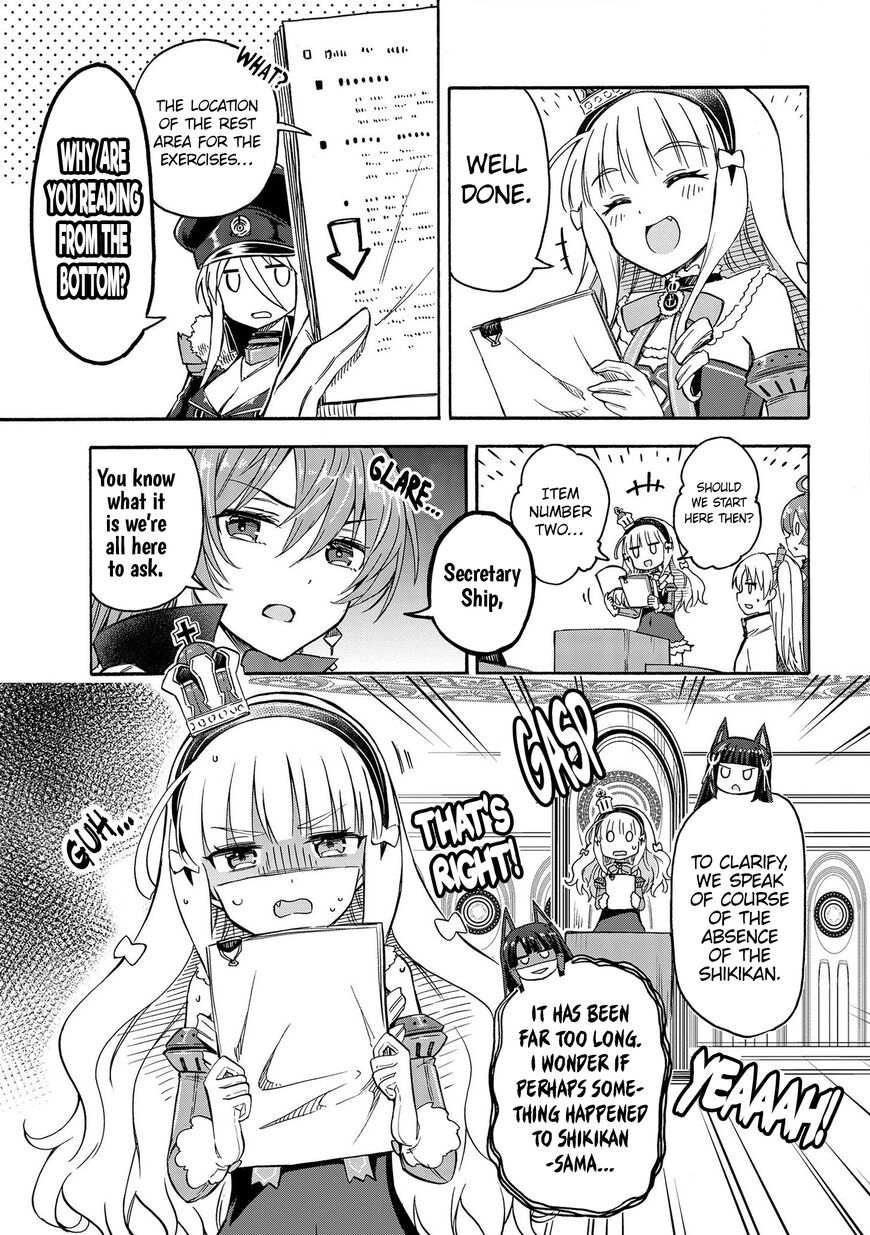 WELL
DONE.
WHAT?
THE LOCATION
OF THE REST
AREA FOR THE
EXERCISES...
WHY ARE
YOU READING
FROM THE
BOTTOM?
SHOULD
WE START
HERE THEN?
ITEM
NUMBER
TWO...
Secretary
Ship,
GLARE...
You know
what it
is we're
all here
to ask.
TO CLARIFY,
WE SPEAK
OF COURSE
OF THE
ABSENCE
OF THE
SHIKIKAN.
GASP
THAT'S
RIGHT!
IT HAS BEEN
FAR TOO LONG.
I WONDER IF
PERHAPS SOME-
THING HAPPENED
TO SHIKIKAN
-SAMA...
YEAAAH!
GUH...